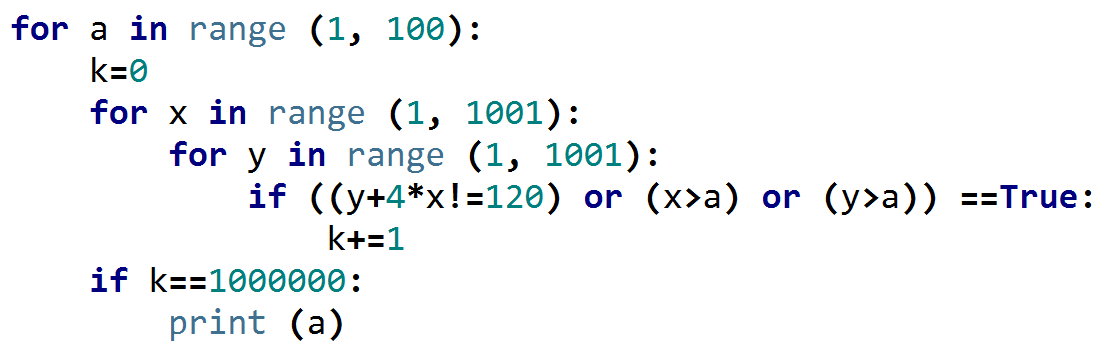 for a in range (1, 100):
    k=0
    for x in range (1, 1001):
        for y in range (1, 1001):
            if ((y+4*x!=120) or (x>a) or (y>a)) ==True:
                k+=1
    if k==1000000:
        print (a)